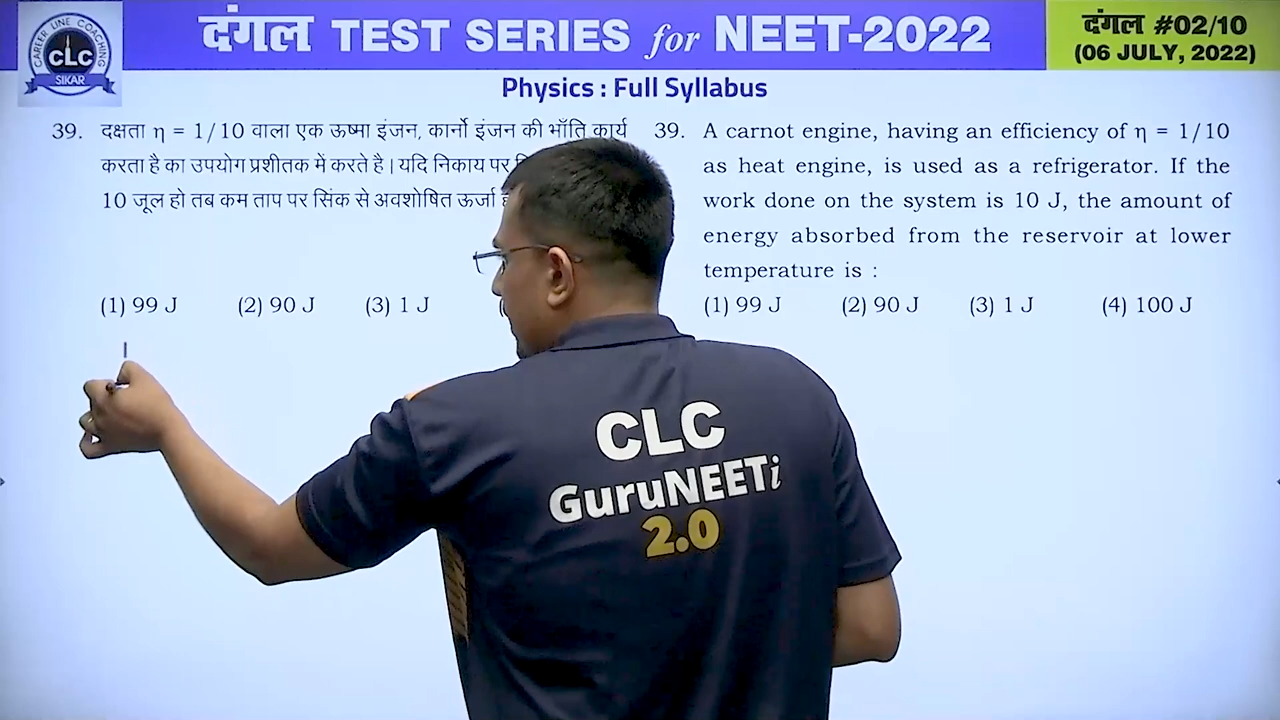 CAREER LINE COACHING
CLC
SIKAR
दंगल TEST SERIES for NEET-2022
दंगल #02/10
(06 JULY, 2022)
Physics : Full Syllabus
39. दक्षता η = 1/10 वाला एक ऊष्मा इंजन, कार्नो इंजन की भाँति कार्य
करता है का उपयोग प्रशीतक में करते है। यदि निकाय पर
10 जूल हो तब कम ताप पर सिंक से अवशोषित ऊर्जा
(1) 99 J (2) 90 J (3) 1 J
39. A carnot engine, having an efficiency of η = 1/10
as heat engine, is used as a refrigerator. If the
work done on the system is 10 J, the amount of
energy absorbed from the reservoir at lower
temperature is :
(1) 99 J (2) 90 J (3) 1 J (4) 100 J
CLC
GuruNEETi
2.0